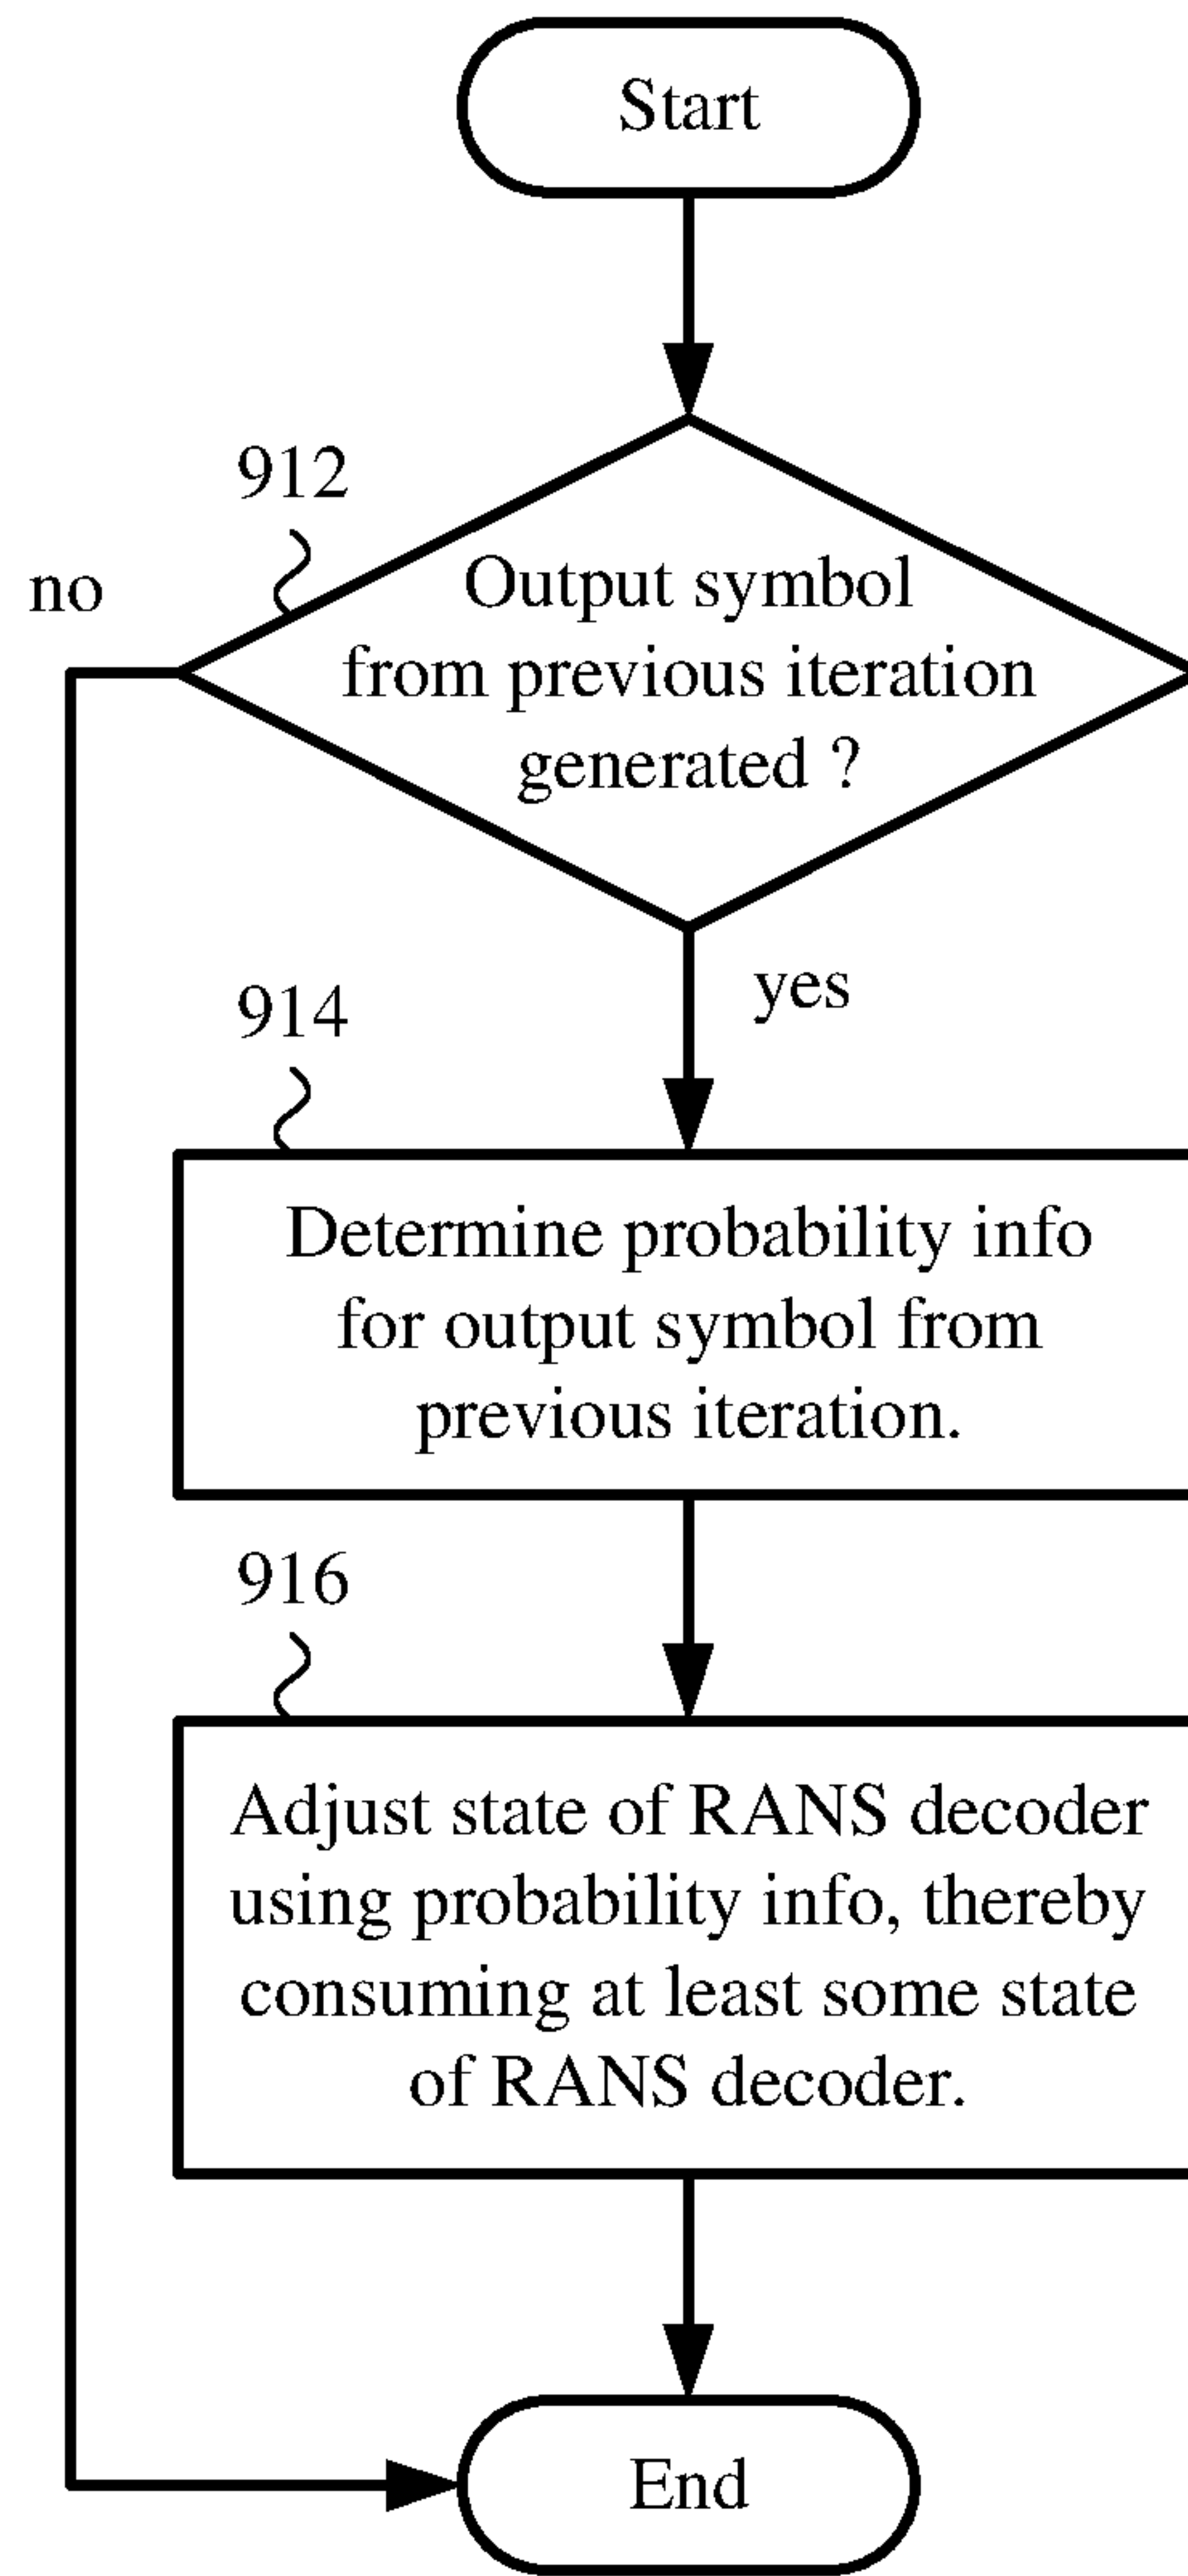 Start
912
no
Output symbol
from previous iteration
generated ?
yes
914
Determine probability info
for output symbol from
previous iteration.
916
Adjust state of RANS decoder
using probability info, thereby
consuming at least some state
of RANS decoder.
End